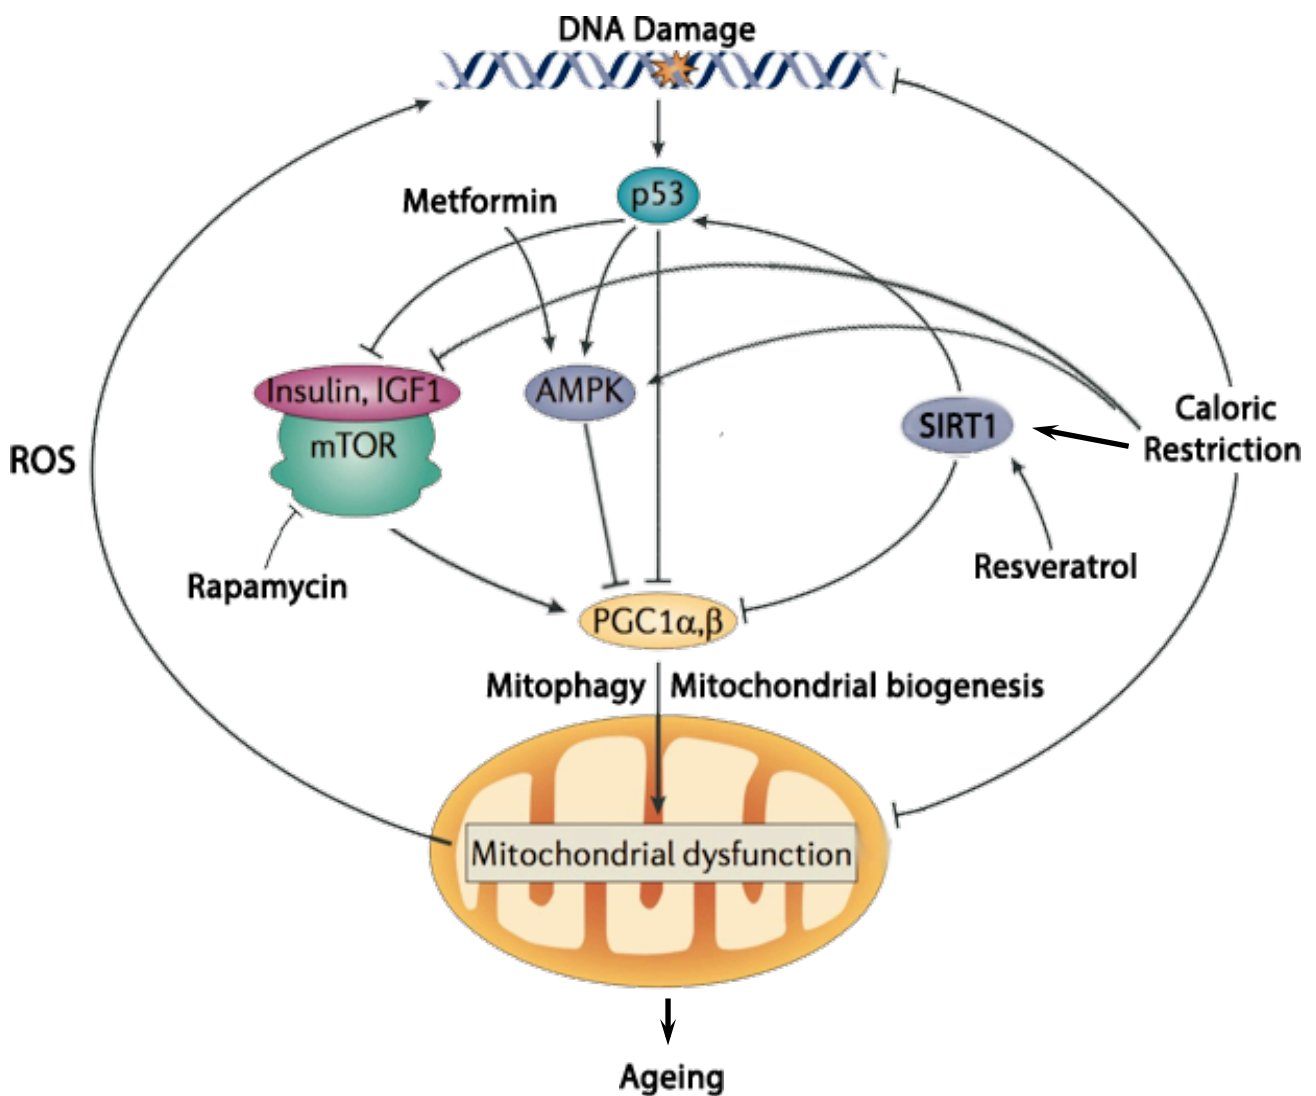 DNA Damage
p53
Metformin
Insulin, IGF1
mTOR
AMPK
SIRT1
Caloric
Restriction
ROS
Rapamycin
Resveratrol
PGC1α,β
Mitophagy
Mitochondrial biogenesis
Mitochondrial dysfunction
Ageing